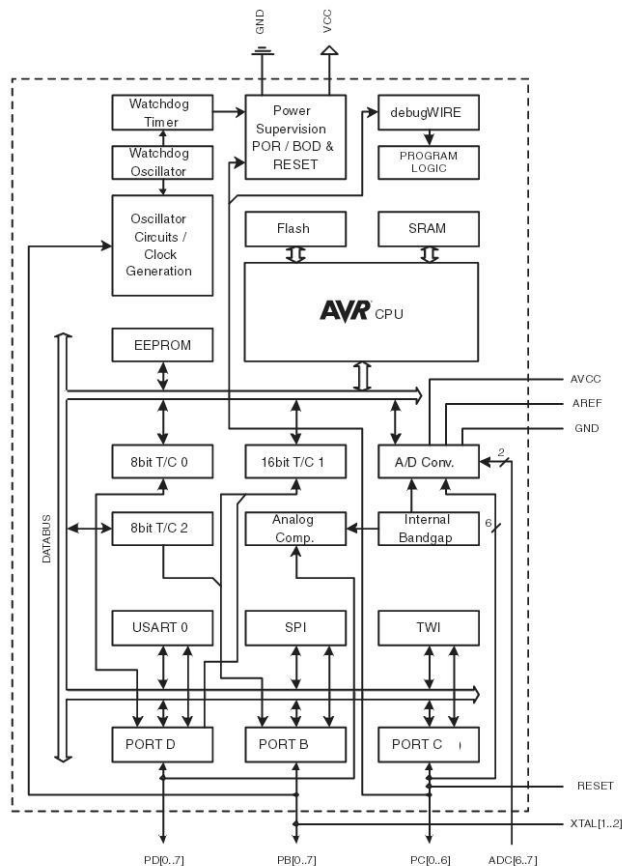 GND
VCC
Watchdog
Timer
Power
Supervision
POR / BOD &
RESET
debugWIRE
Watchdog
Oscillator
PROGRAM
LOGIC
Oscillator
Circuits /
Clock
Generation
Flash
SRAM
AVR CPU
EEPROM
AVCC
AREF
GND
8bit T/C 0
16bit T/C 1
A/D Conv.
2
DATABUS
8bit T/C 2
Analog
Comp.
Internal
Bandgap
6
USART 0
SPI
TWI
PORT D
PORT B
PORT C
RESET
XTAL[1..2]
PD[0..7]
PB[0..7]
PC[0..6]
ADC[6..7]